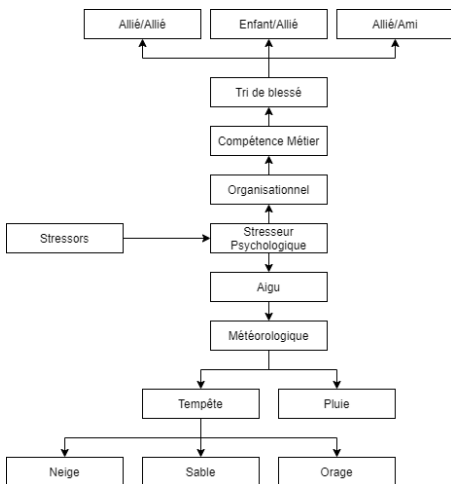 Allié/Allié
Enfant/Allié
Allié/Ami
Tri de blessé
Compétence Métier
Organisationnel
Stressors
Stresseur
Psychologique
Aigu
Météorologique
Tempête
Pluie
Neige
Sable
Orage